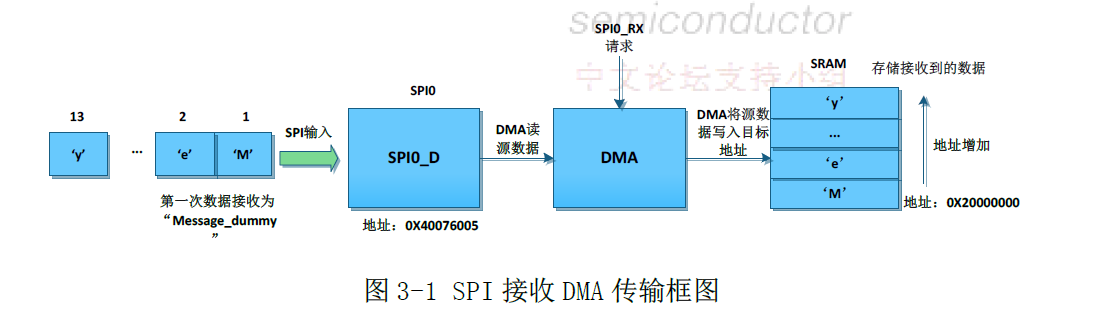 semiconductor
中文论坛支持小组
SPI0_RX
请求
SRAM
存储接收到的数据
SPI0
13
2
1
'y'
...
'e'
'M'
SPI输入
SPI0_D
DMA读
源数据
DMA
DMA将源数
据写入目标
地址
'y'
...
'e'
'M'
地址增加
第一次数据接收为
“Message_dummy
”
地址：0X40076005
地址：0X20000000
图 3-1 SPI 接收 DMA 传输框图